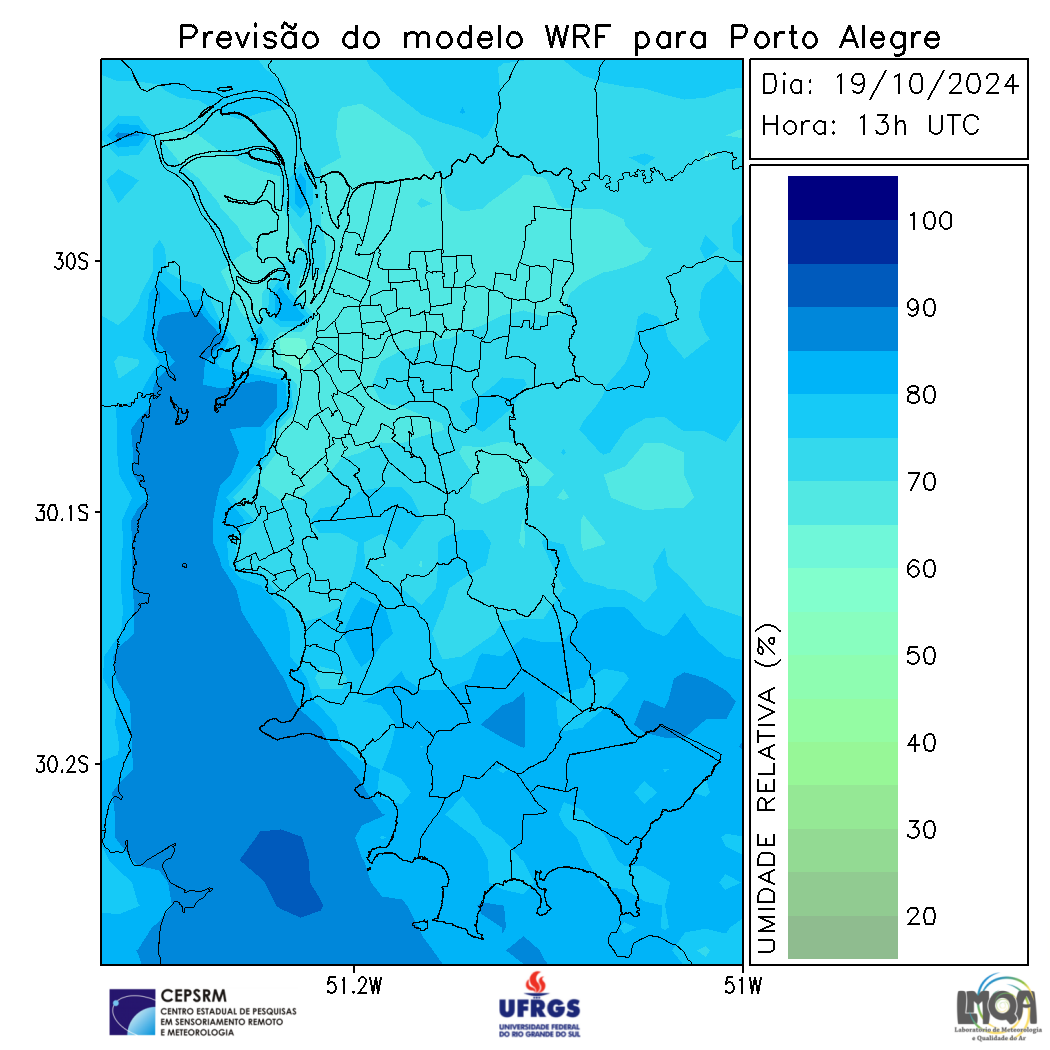 Previsão do modelo WRF para Porto Alegre
Dia: 19/10/2024
Hora: 13h UTC
100
90
80
70
60
50
40
30
20
UMIDADE RELATIVA (%)
30S
30.1S
30.2S
51.2W
51W
CEPSRM
CENTRO ESTADUAL DE PESQUISAS
EM SENSORIAMENTO REMOTO
E METEOROLOGIA
UFRGS
UNIVERSIDADE FEDERAL
DO RIO GRANDE DO SUL
LMQA
Laboratório de Meteorologia
e Qualidade do Ar